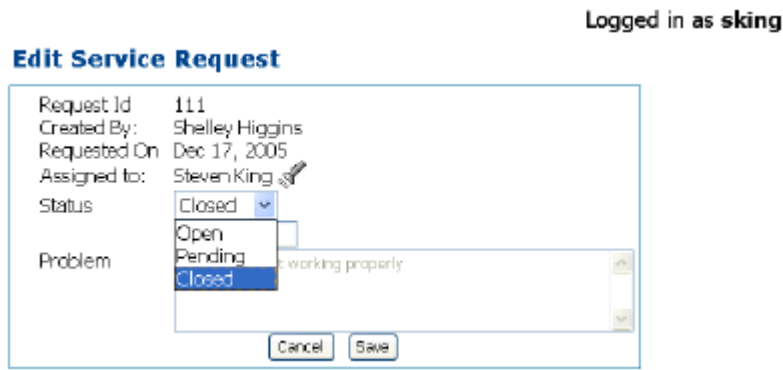 Logged in as sking
Edit Service Request
Request Id 111
Created By: Shelley Higgins
Requested On Dec 17, 2005
Assigned to: Steven King
Status Closed
Open
Pending
Closed
Problem working properly
Cancel Save